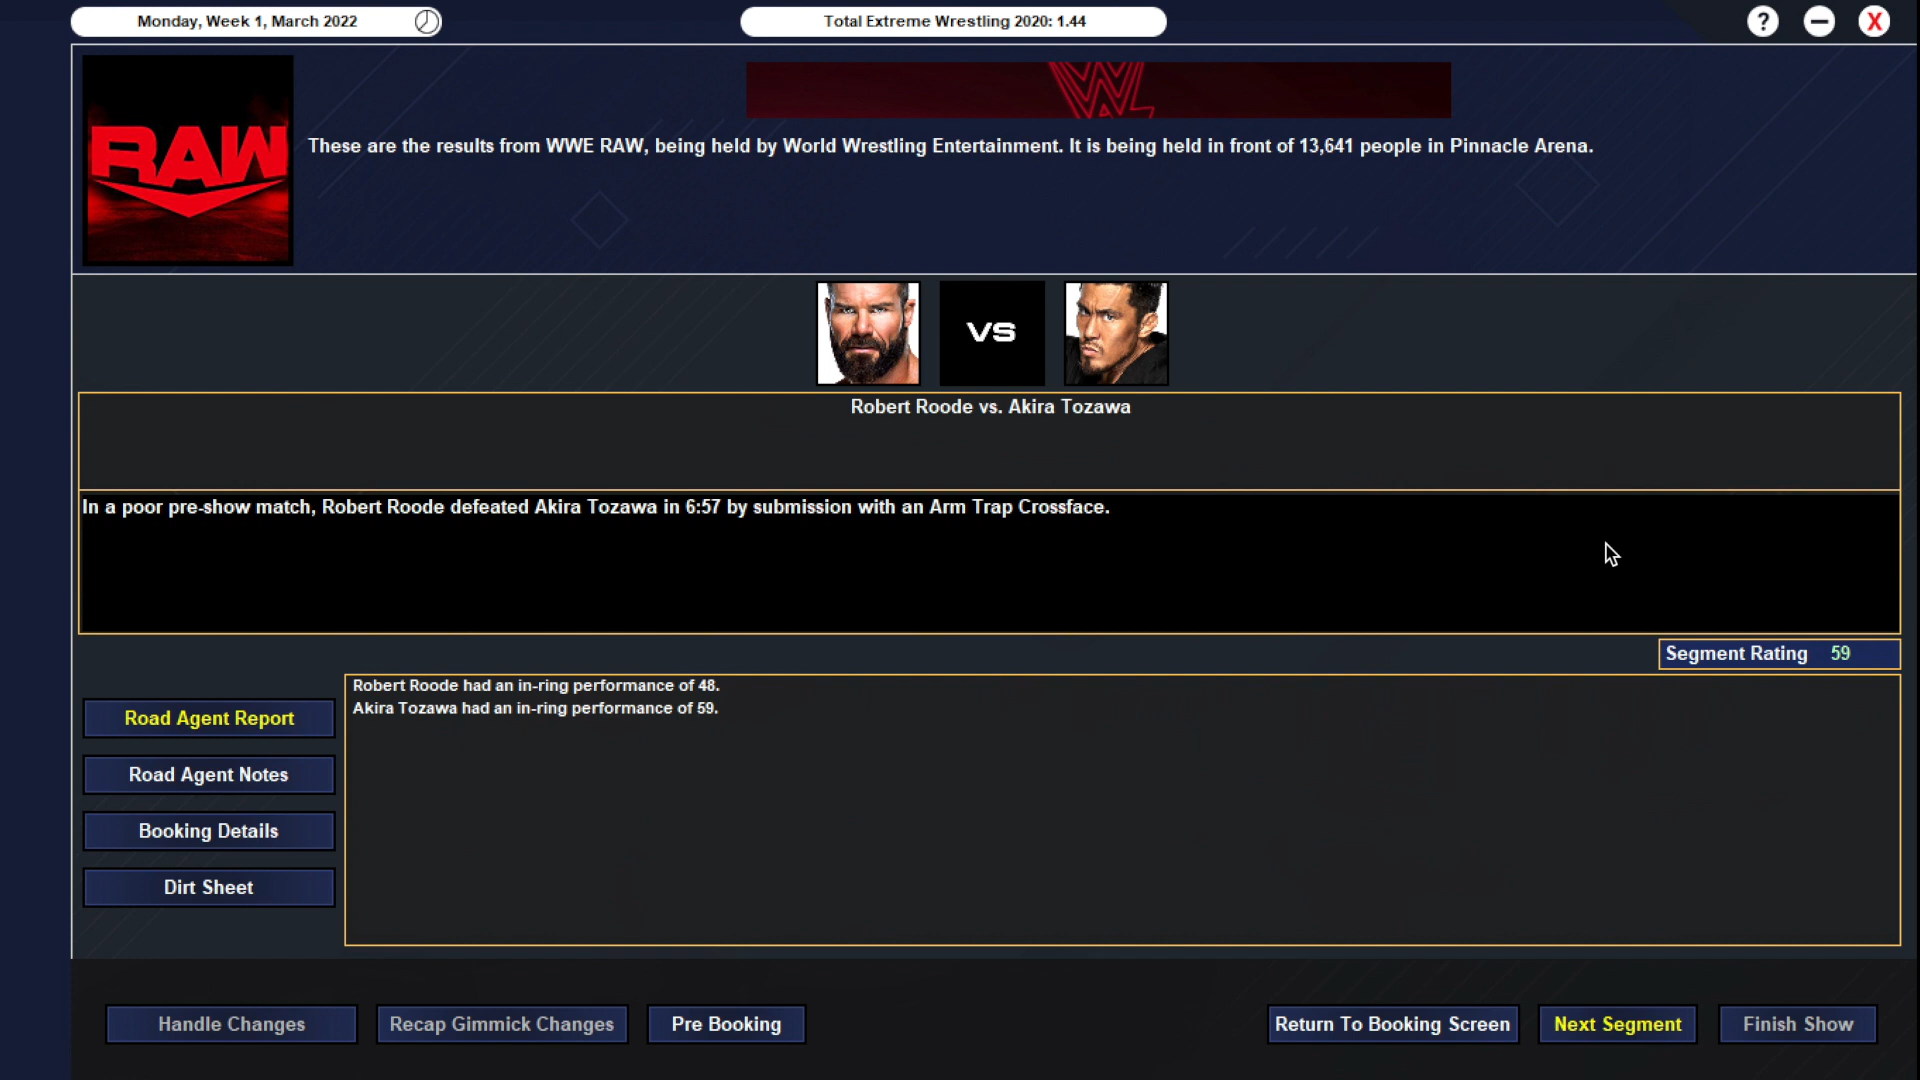 Monday, Week 1, March 2022
Total Extreme Wrestling 2020: 1.44
?
X
RAW
These are the results from WWE RAW, being held by World Wrestling Entertainment. It is being held in front of 13,641 people in Pinnacle Arena.
VS
Robert Roode vs. Akira Tozawa
In a poor pre-show match, Robert Roode defeated Akira Tozawa in 6:57 by submission with an Arm Trap Crossface.
Segment Rating 59
Robert Roode had an in-ring performance of 48.
Akira Tozawa had an in-ring performance of 59.
Road Agent Report
Road Agent Notes
Booking Details
Dirt Sheet
Handle Changes
Recap Gimmick Changes
Pre Booking
Return To Booking Screen
Next Segment
Finish Show